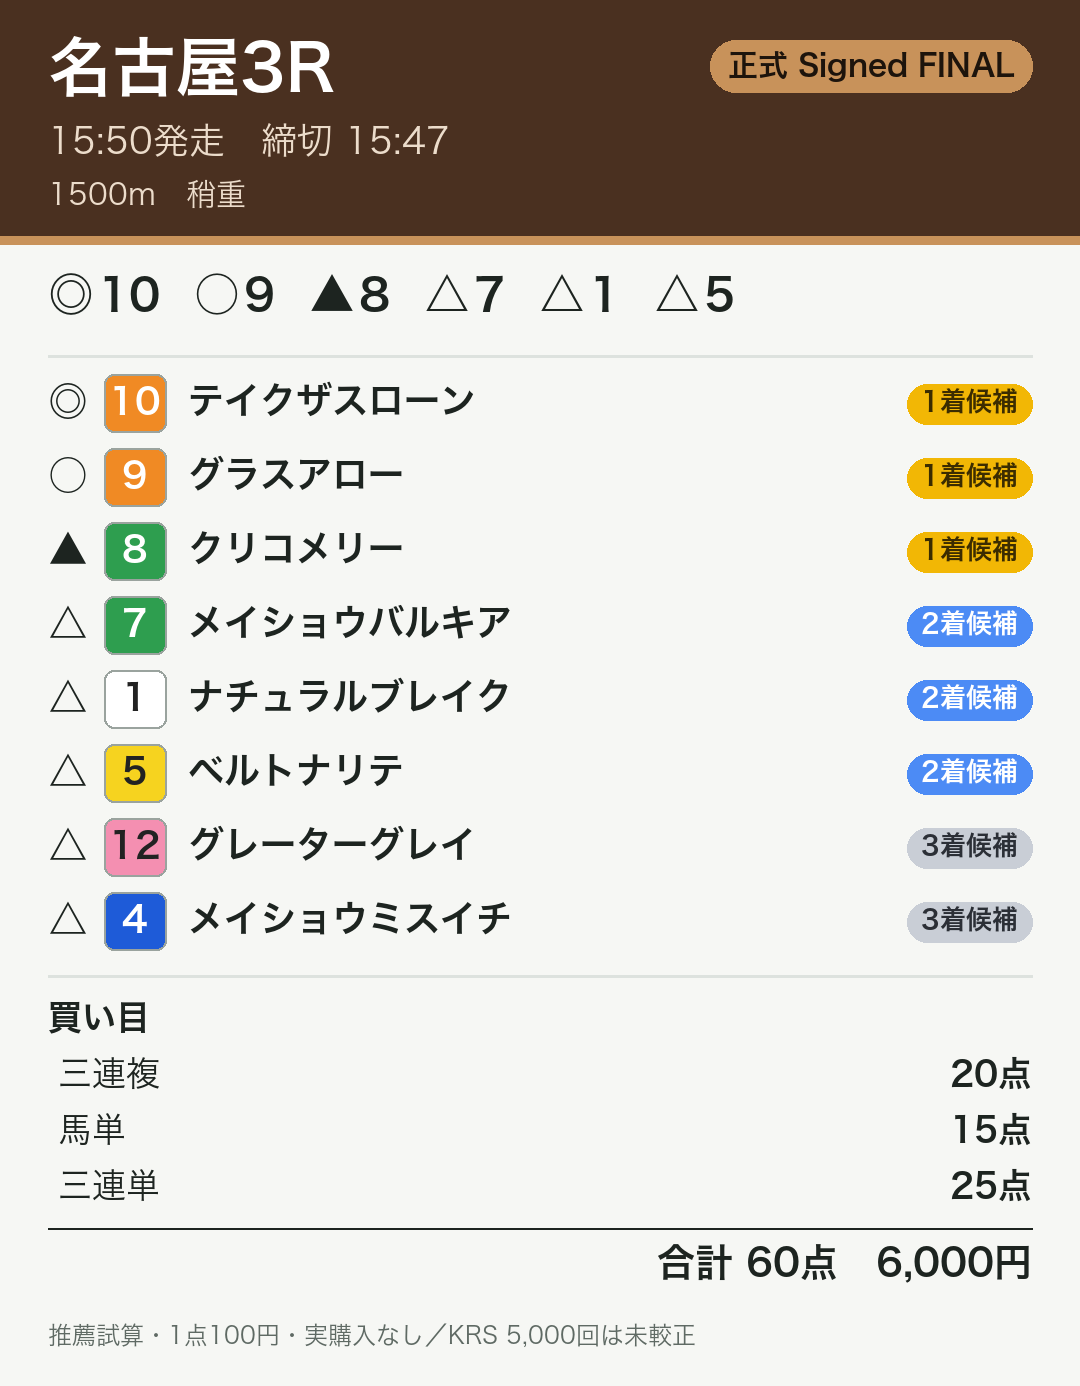 名古屋3R
正式 Signed FINAL
15:50発走　締切 15:47
1500m　稍重
◎10 ○9 ▲8 △7 △1 △5
◎ 10 テイクザスローン 1着候補
○ 9 グラスアロー 1着候補
▲ 8 クリコメリー 1着候補
△ 7 メイショウバルキア 2着候補
△ 1 ナチュラルブレイク 2着候補
△ 5 ベルトナリテ 2着候補
△ 12 グレーターグレイ 3着候補
△ 4 メイショウミスイチ 3着候補
買い目
三連複 20点
馬単 15点
三連単 25点
合計 60点　6,000円
推薦試算・1点100円・実購入なし／KRS 5,000回は未較正